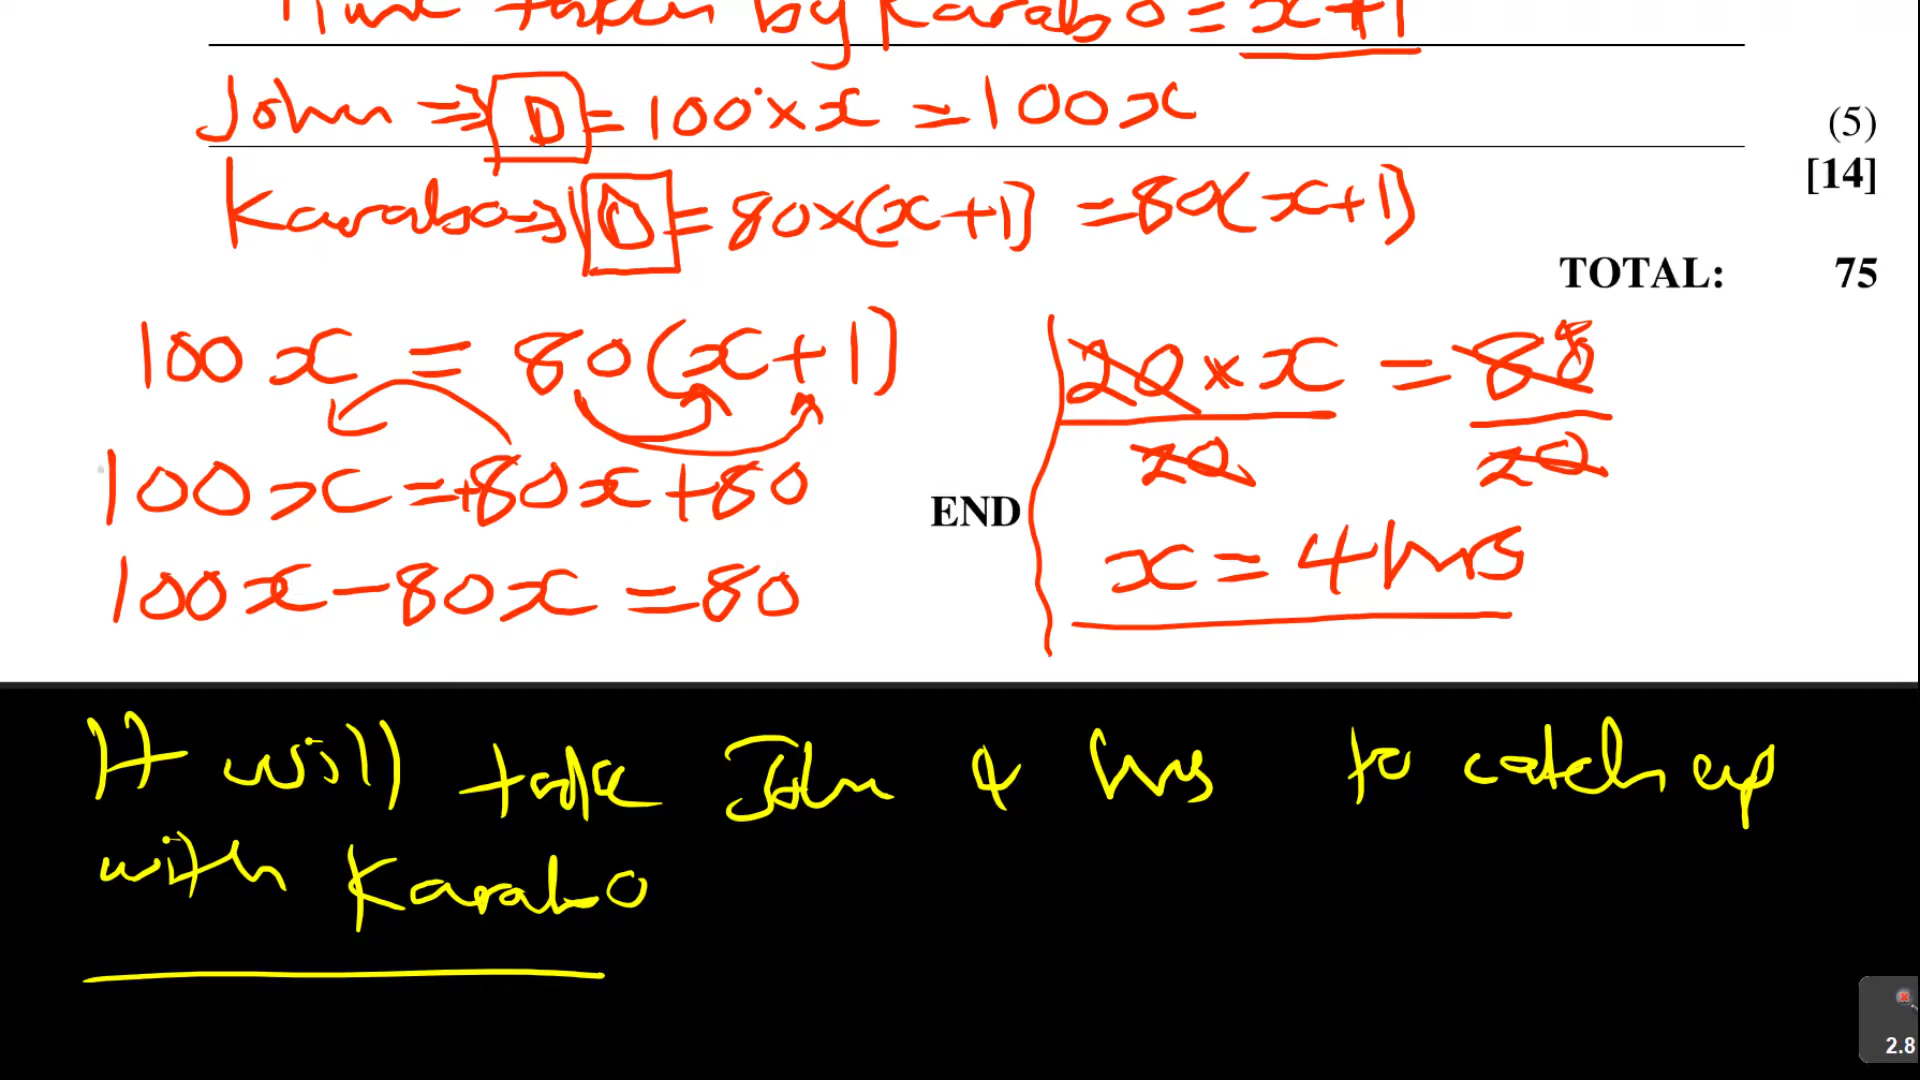 Time taken by Karabo = x+1
John ⇒ D = 100 × x = 100x
(5)
[14]
Karabo ⇒ D = 80×(x+1) = 80(x+1)
TOTAL: 75
100x = 80(x+1)
100x = +80x+80
100x - 80x = 80
END
20 × x = 80
20 20
x = 4 hrs
It will take John 4 hrs to catch up
with Karabo
2.8